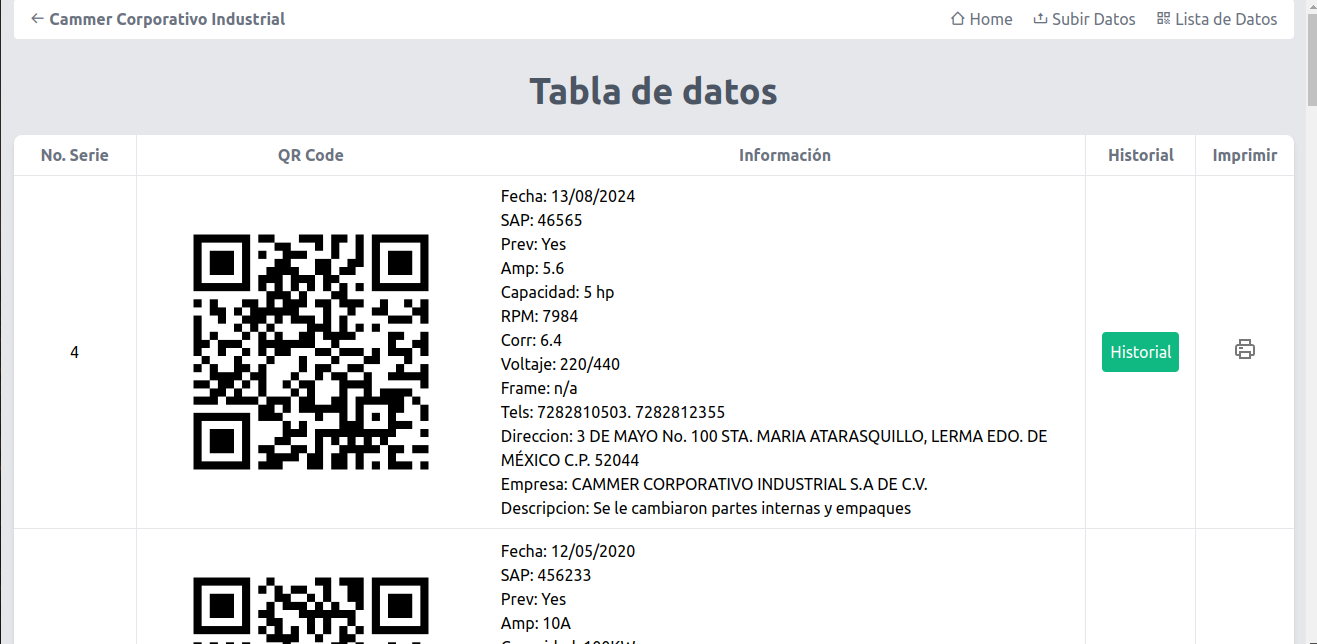 Cammer Corporativo Industrial
Home
Subir Datos
Lista de Datos
Tabla de datos
No. Serie
QR Code
Información
Historial
Imprimir
4
Fecha: 13/08/2024
SAP: 46565
Prev: Yes
Amp: 5.6
Capacidad: 5 hp
RPM: 7984
Corr: 6.4
Voltaje: 220/440
Frame: n/a
Tels: 7282810503. 7282812355
Direccion: 3 DE MAYO No. 100 STA. MARIA ATARASQUILLO, LERMA EDO. DE
MÉXICO C.P. 52044
Empresa: CAMMER CORPORATIVO INDUSTRIAL S.A DE C.V.
Descripcion: Se le cambiaron partes internas y empaques
Historial
Fecha: 12/05/2020
SAP: 456233
Prev: Yes
Amp: 10A